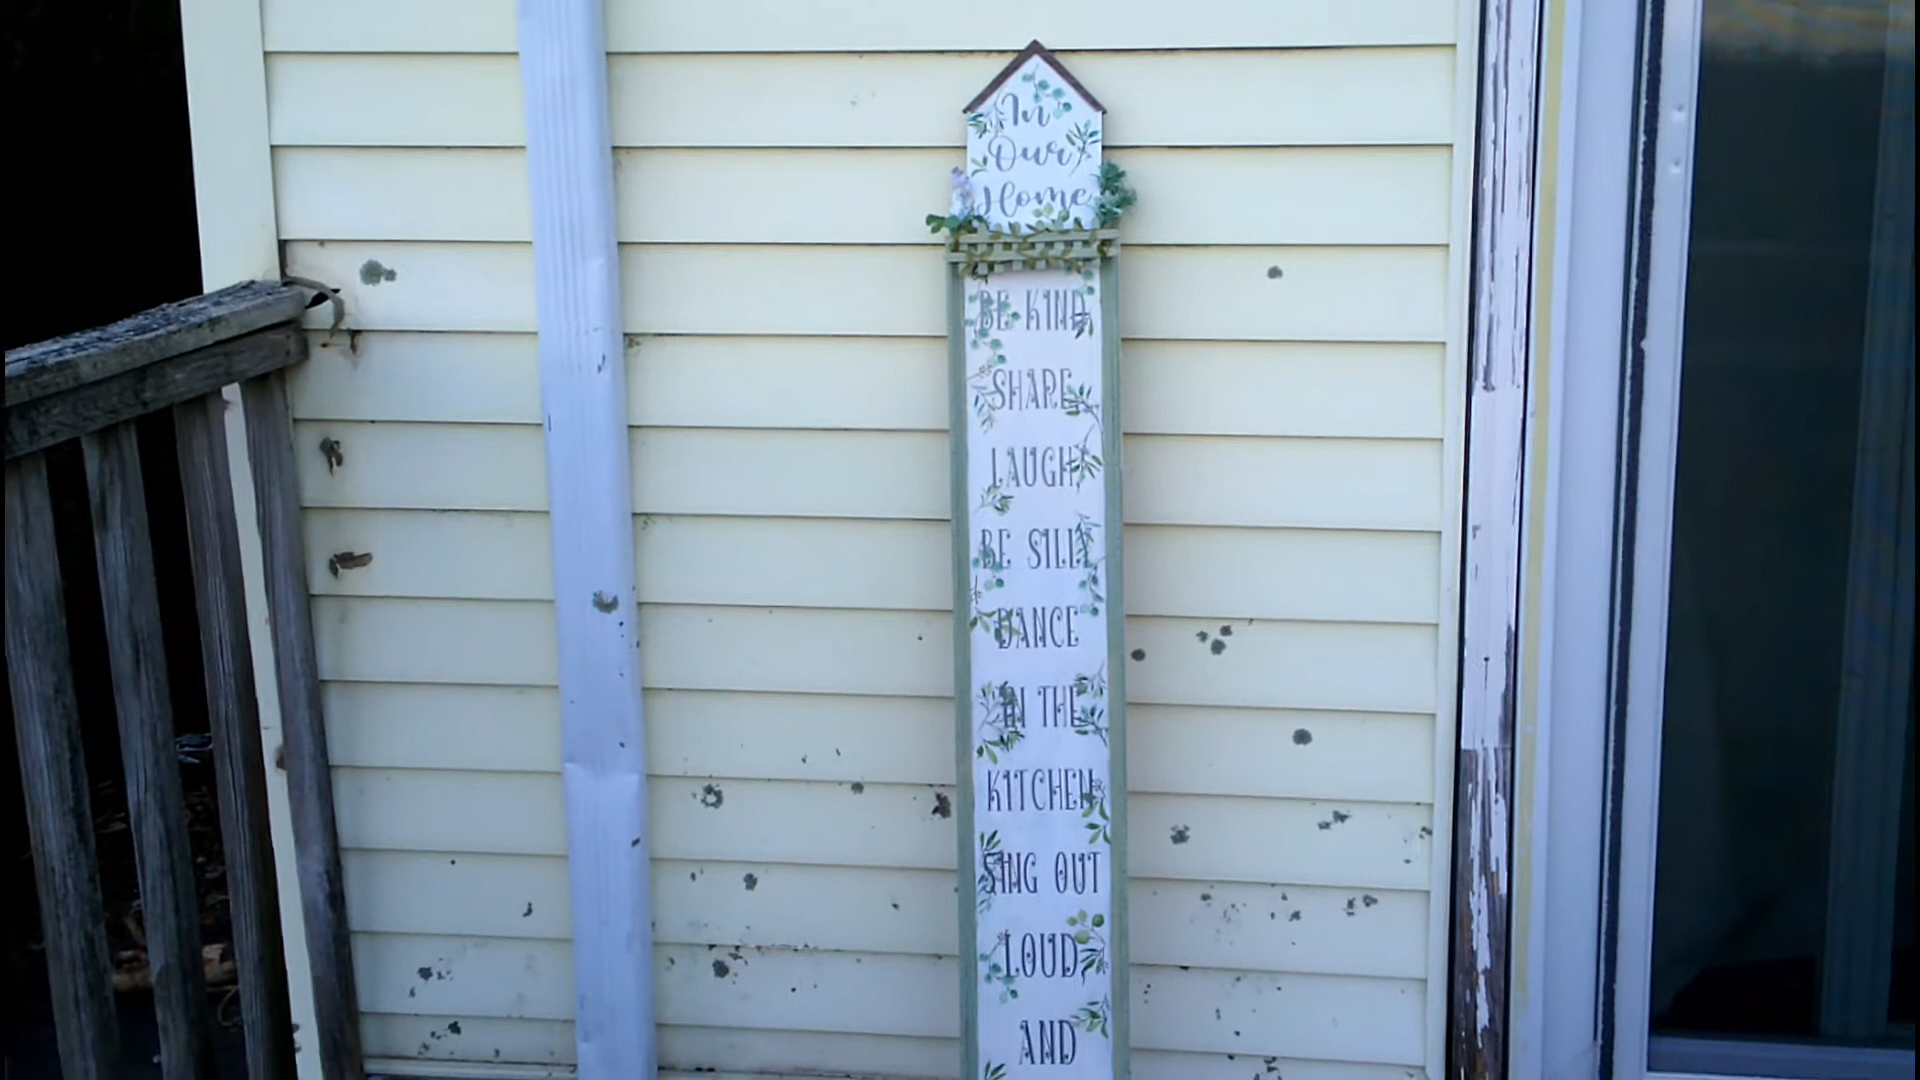 In
Our
Home
BE KIND
SHARE
LAUGH
BE SILLY
DANCE
IN THE
KITCHEN
SING OUT
LOUD
AND